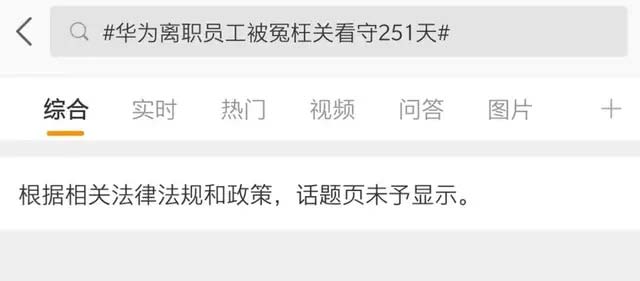 #华为离职员工被冤枉关看守251天#
综合 实时 热门 视频 问答 图片
根据相关法律法规和政策，话题页未予显示。